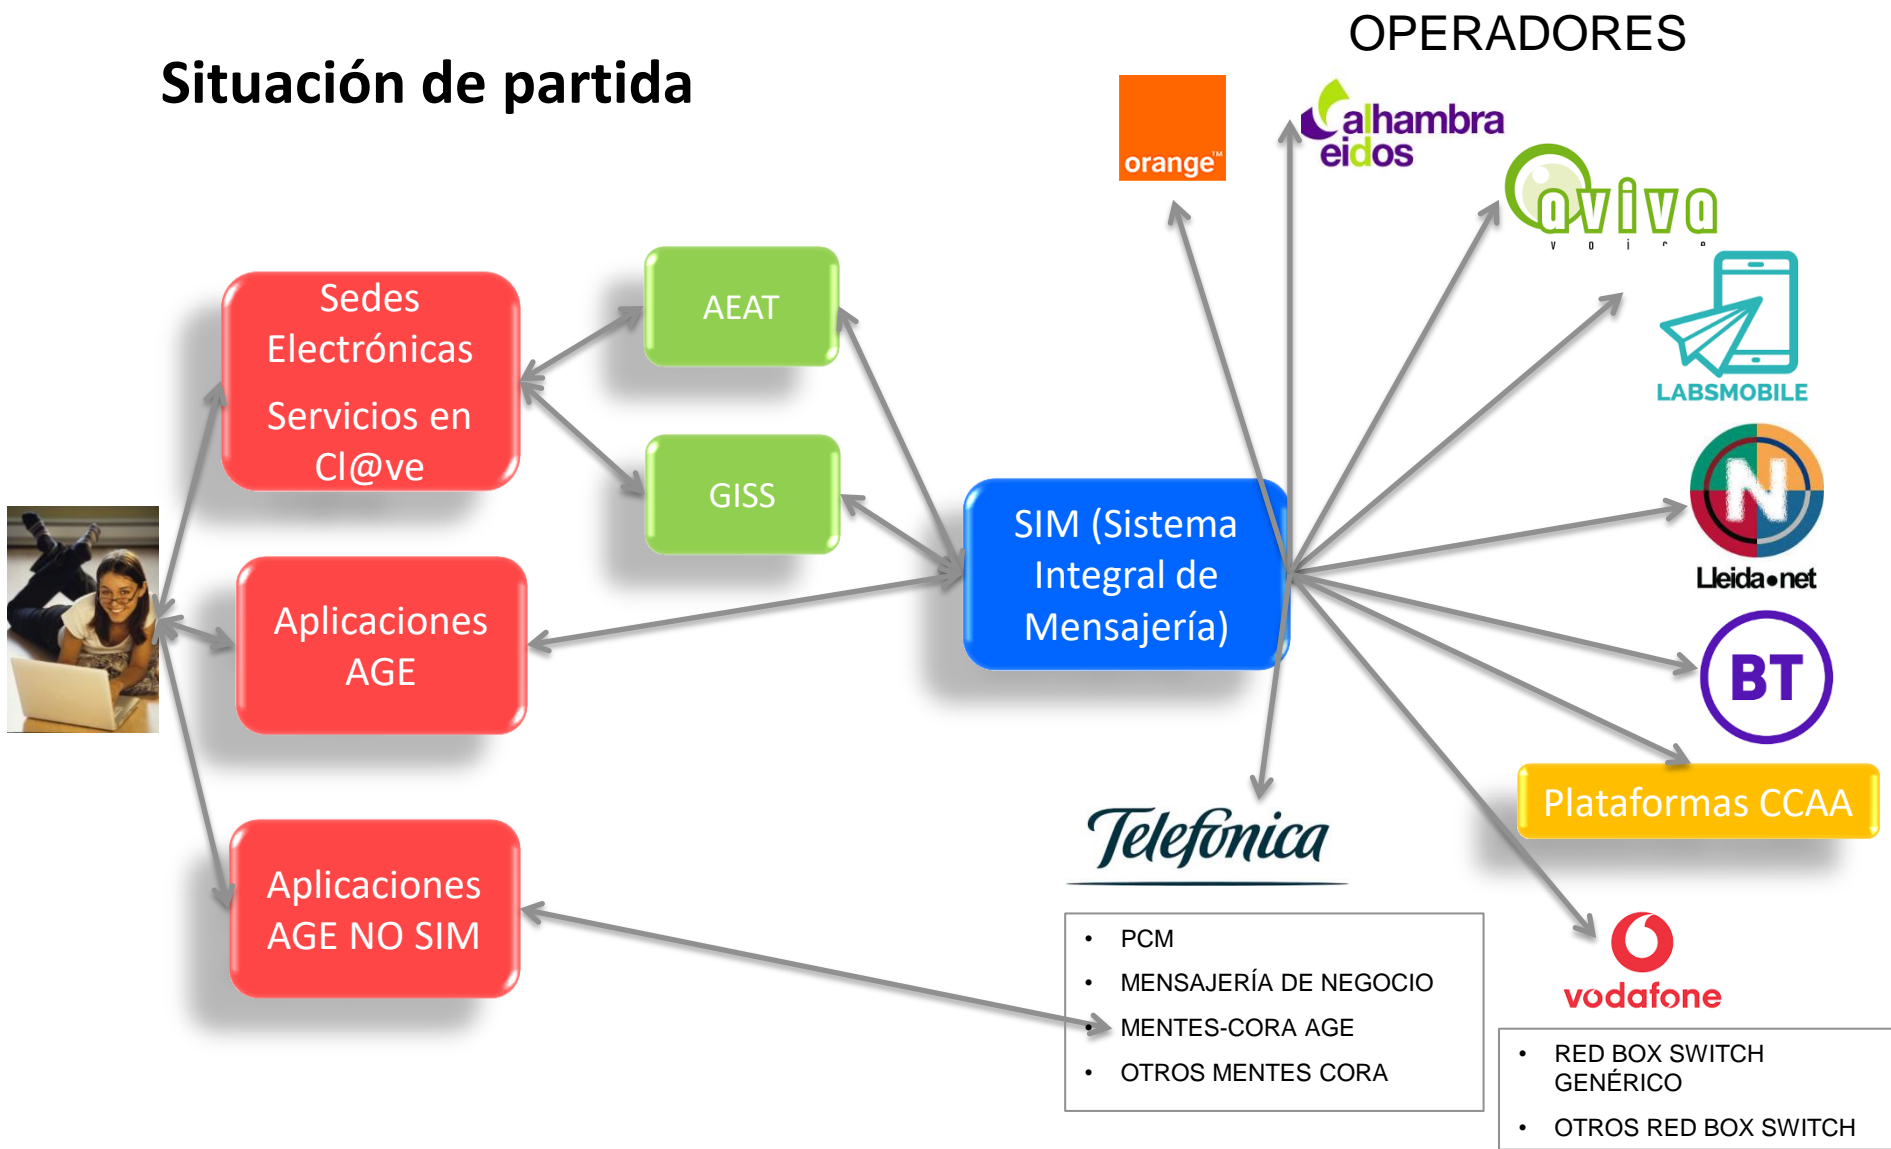 OPERADORES
Situación de partida
orange™
alhambra
eidos
aviva
voice
LABSMOBILE
N
Lleida•net
BT
Plataformas CCAA
Sedes
Electrónicas
Servicios en
Cl@ve
AEAT
GISS
Aplicaciones
AGE
Aplicaciones
AGE NO SIM
SIM (Sistema
Integral de
Mensajería)
Telefónica
• PCM
• MENSAJERÍA DE NEGOCIO
• MENTES-CORA AGE
• OTROS MENTES CORA
vodafone
• RED BOX SWITCH
GENÉRICO
• OTROS RED BOX SWITCH